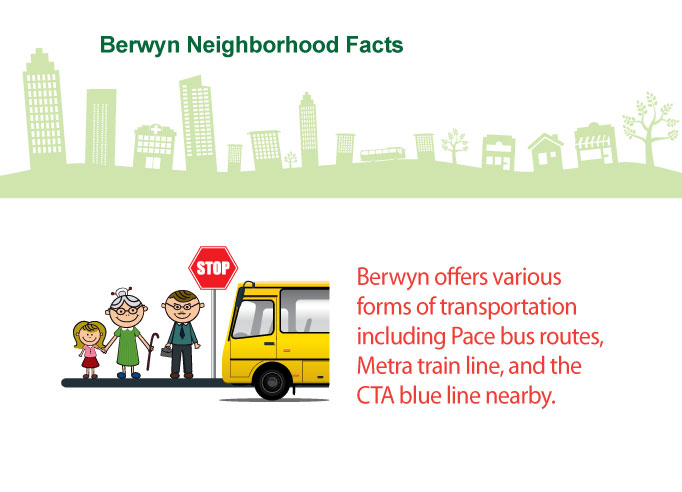 Berwyn Neighborhood Facts
STOP
Berwyn offers various
forms of transportation
including Pace bus routes,
Metra train line, and the
CTA blue line nearby.